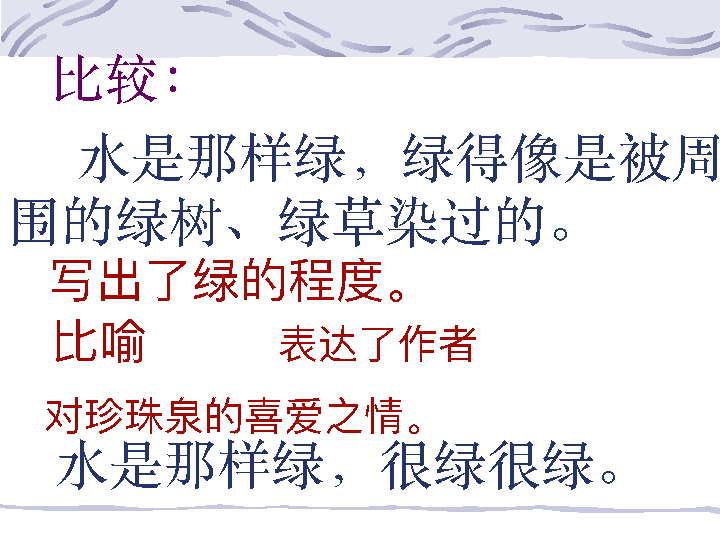 比较：
水是那样绿，绿得像是被周
围的绿树、绿草染过的。
写出了绿的程度。
比喻 表达了作者
对珍珠泉的喜爱之情。
水是那样绿，很绿很绿。